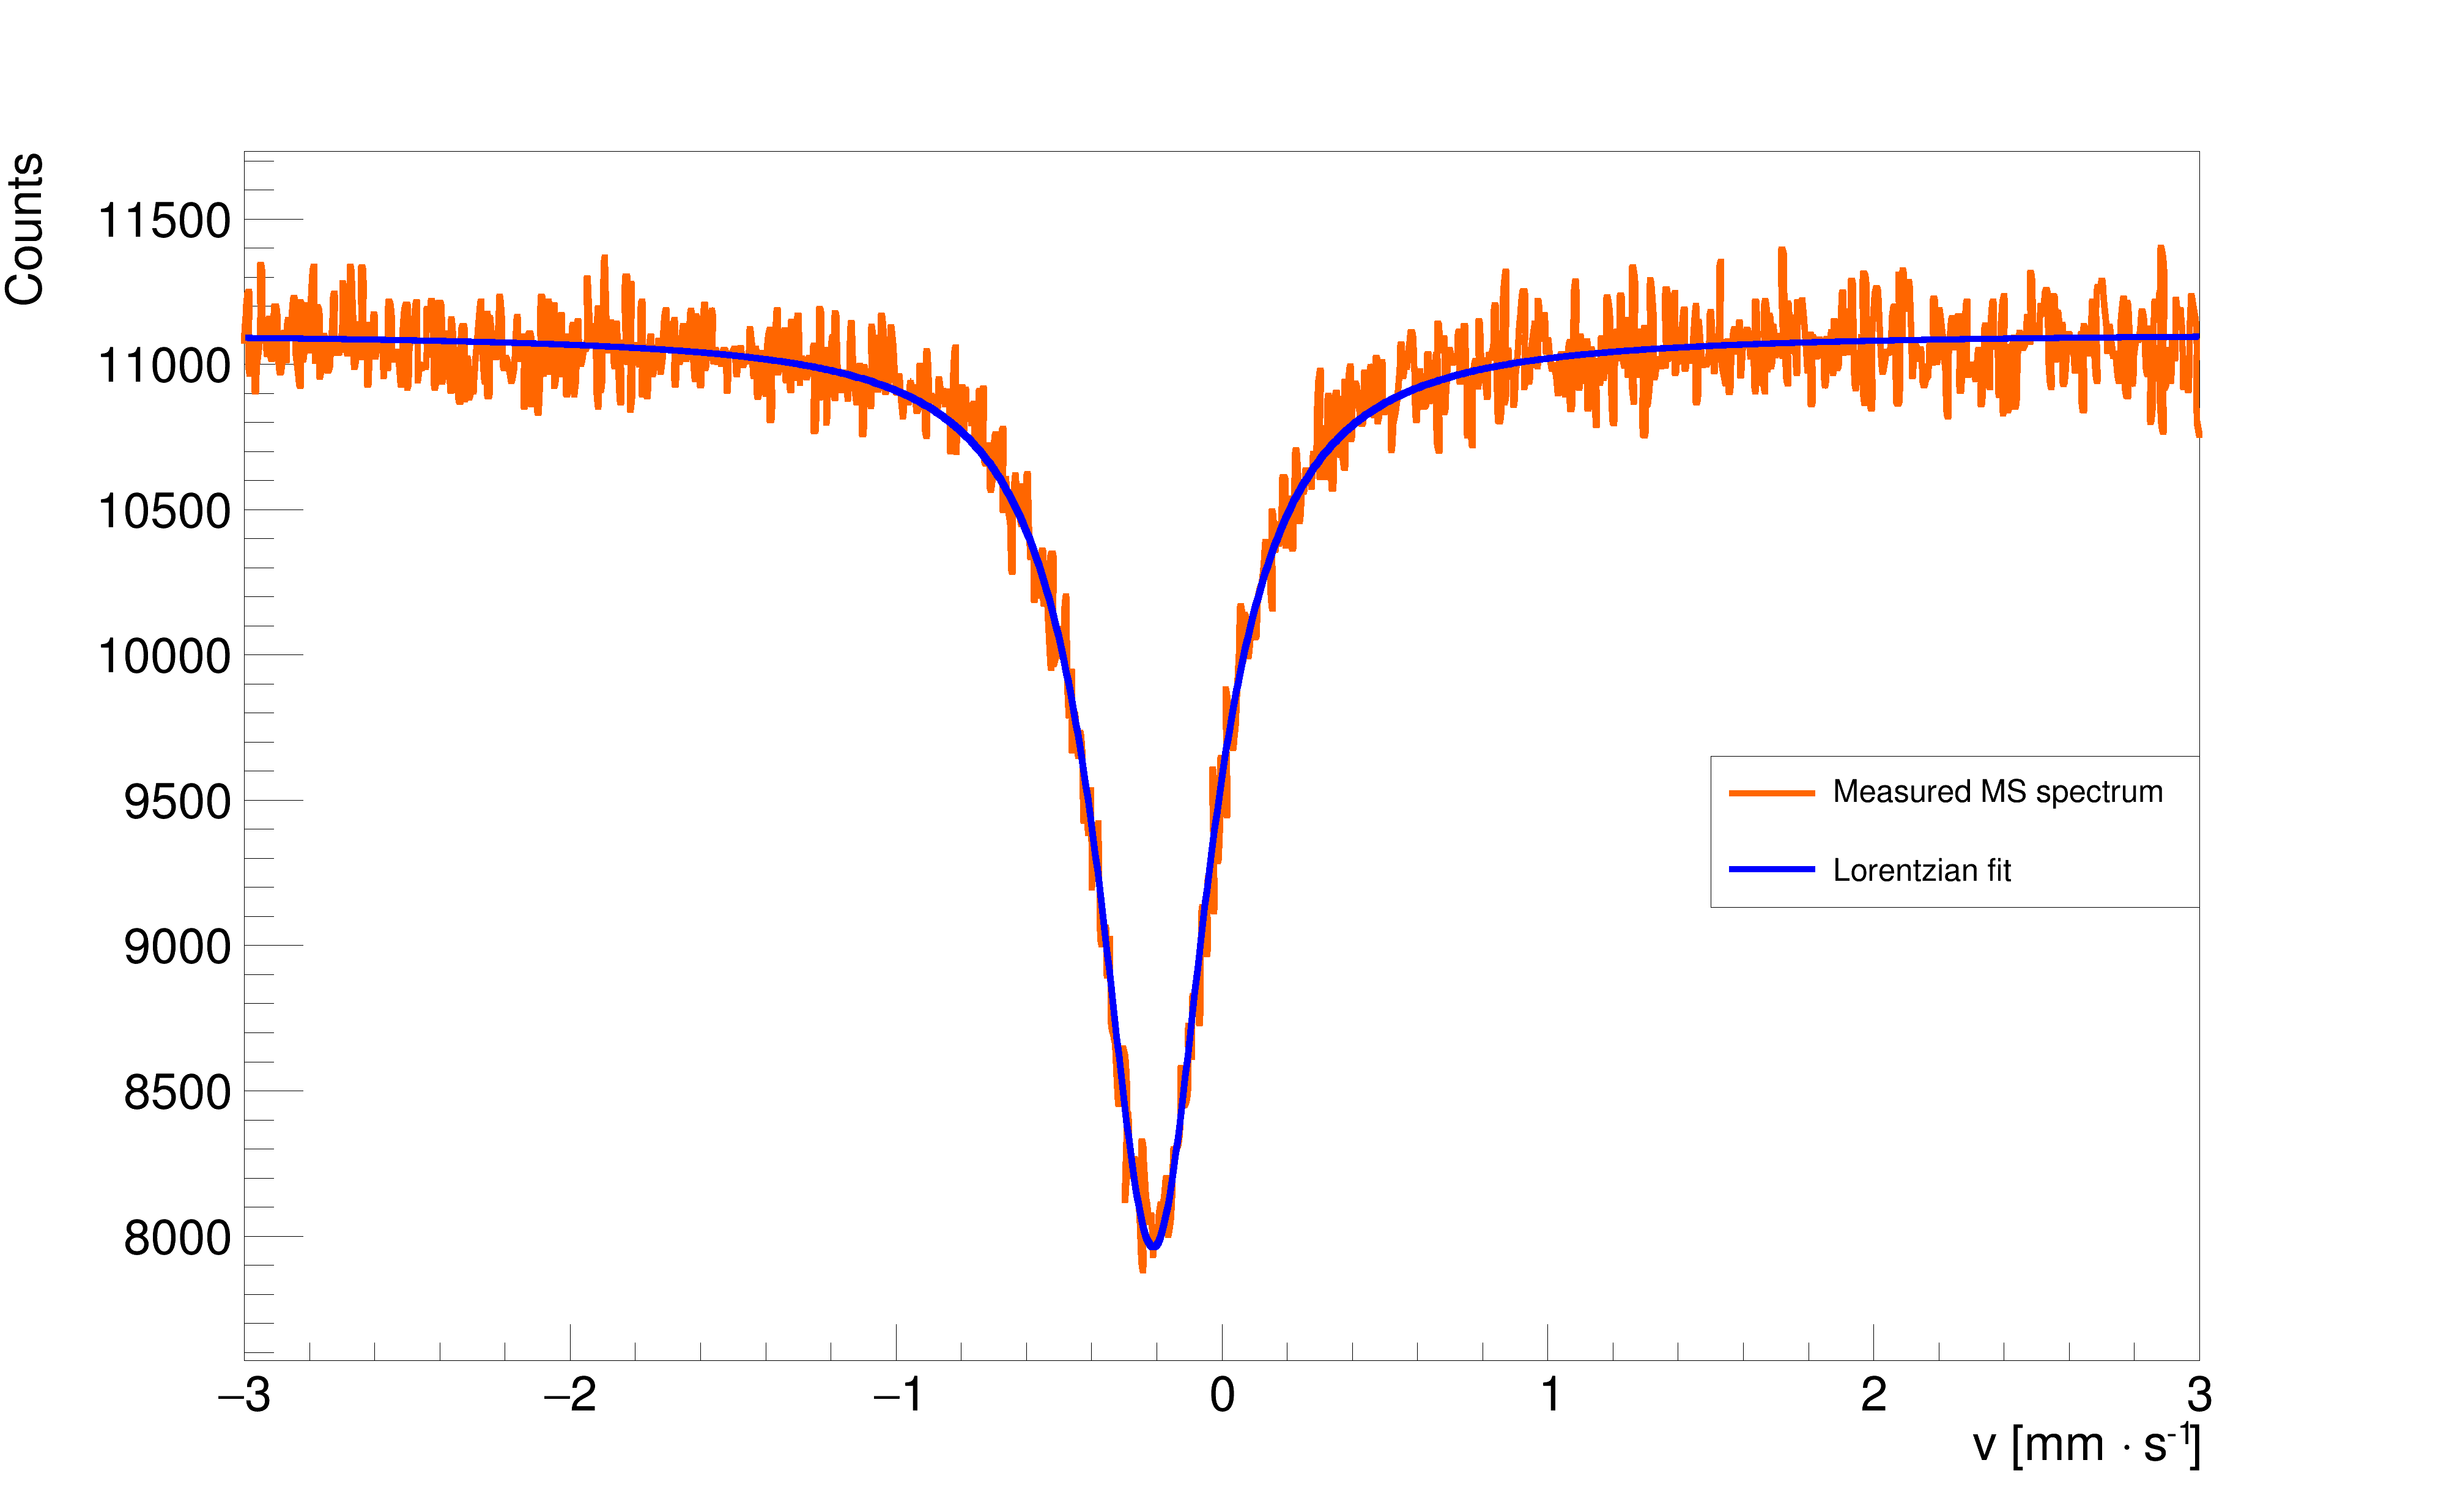 Counts
11500
11000
10500
10000
9500
9000
8500
8000
Measured MS spectrum
Lorentzian fit
−3 −2 −1 0 1 2 3
v [mm · s⁻¹]